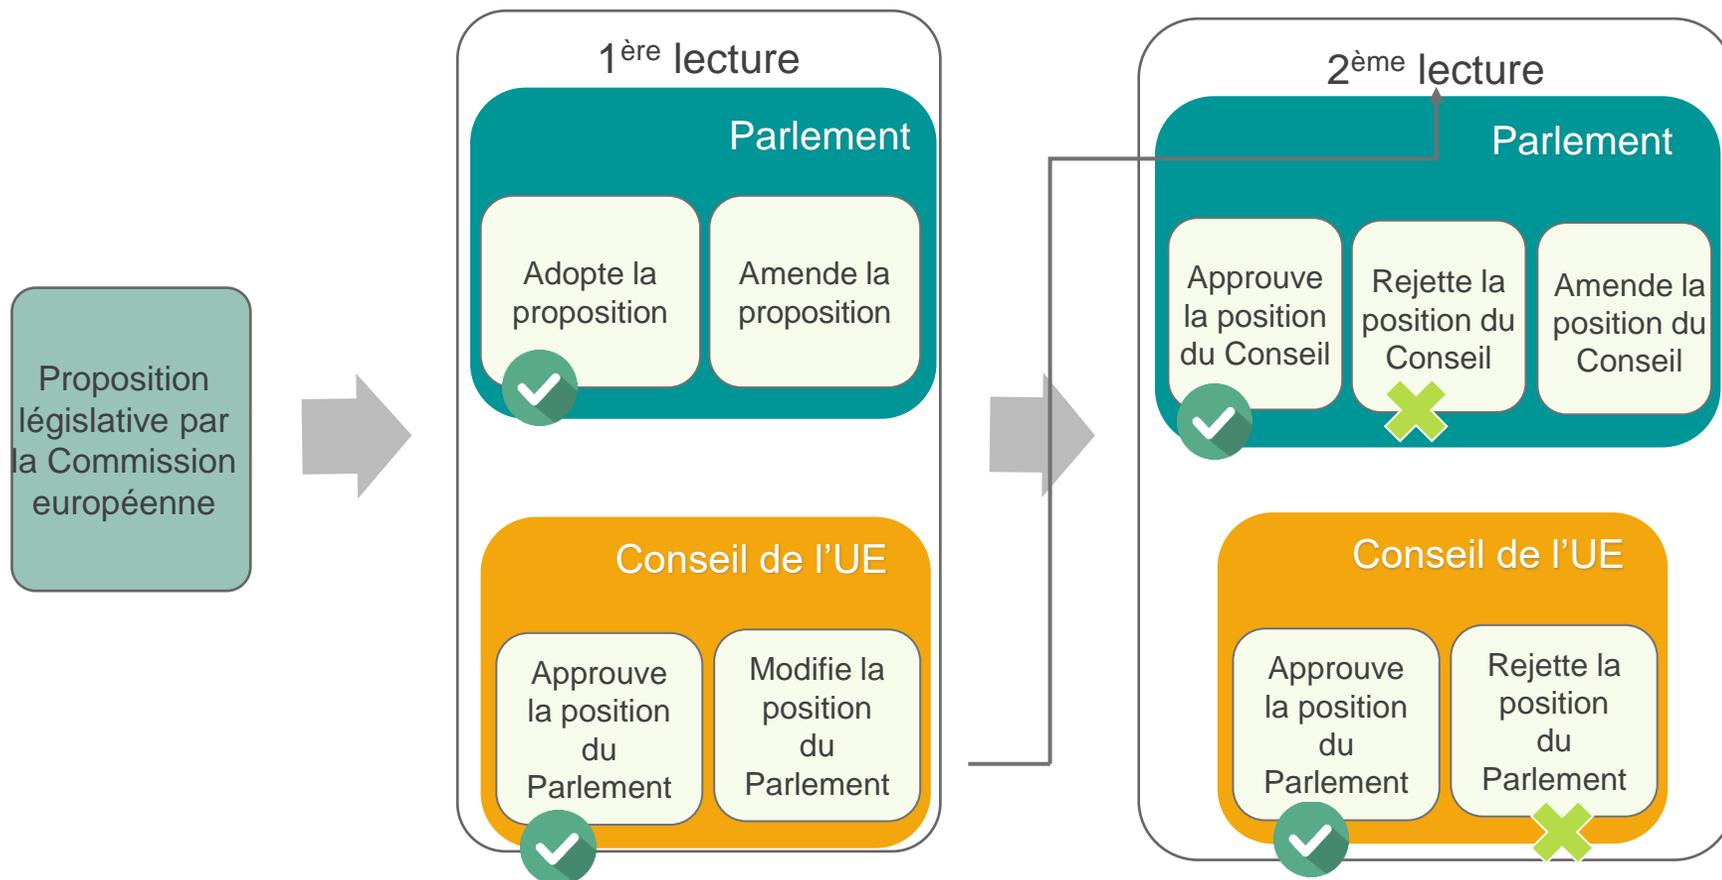 Proposition
législative par
la Commission
européenne
1ère lecture
Parlement
Adopte la
proposition
Amende la
proposition
Conseil de l’UE
Approuve
la position
du
Parlement
Modifie la
position
du
Parlement
2ème lecture
Parlement
Approuve
la position
du Conseil
Rejette la
position du
Conseil
Amende la
position du
Conseil
Conseil de l’UE
Approuve
la position
du
Parlement
Rejette la
position
du
Parlement